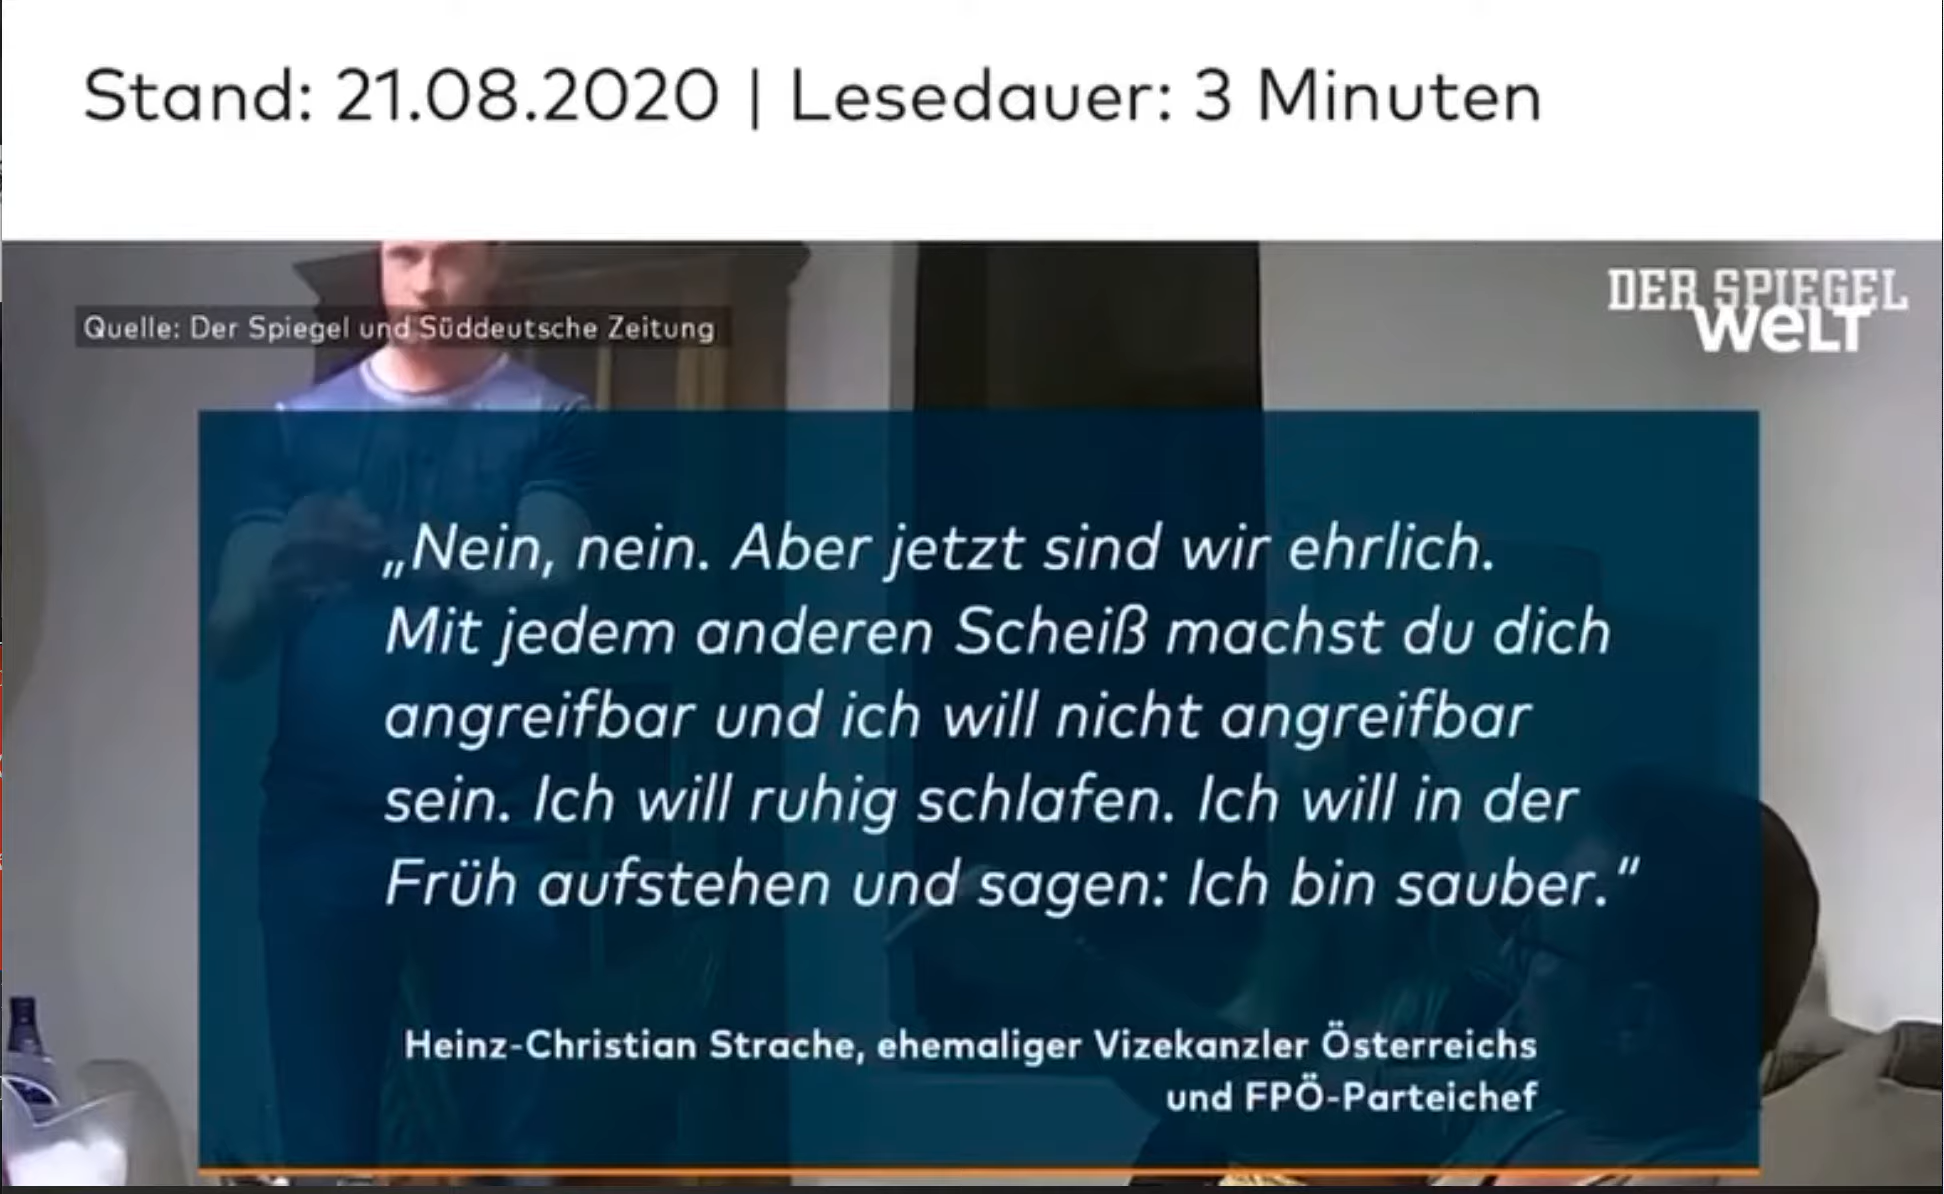 Stand: 21.08.2020 | Lesedauer: 3 Minuten
Quelle: Der Spiegel und Süddeutsche Zeitung
DER SPIEGEL
WELT
„Nein, nein. Aber jetzt sind wir ehrlich.
Mit jedem anderen Scheiß machst du dich
angreifbar und ich will nicht angreifbar
sein. Ich will ruhig schlafen. Ich will in der
Früh aufstehen und sagen: Ich bin sauber.“
Heinz-Christian Strache, ehemaliger Vizekanzler Österreichs
und FPÖ-Parteichef